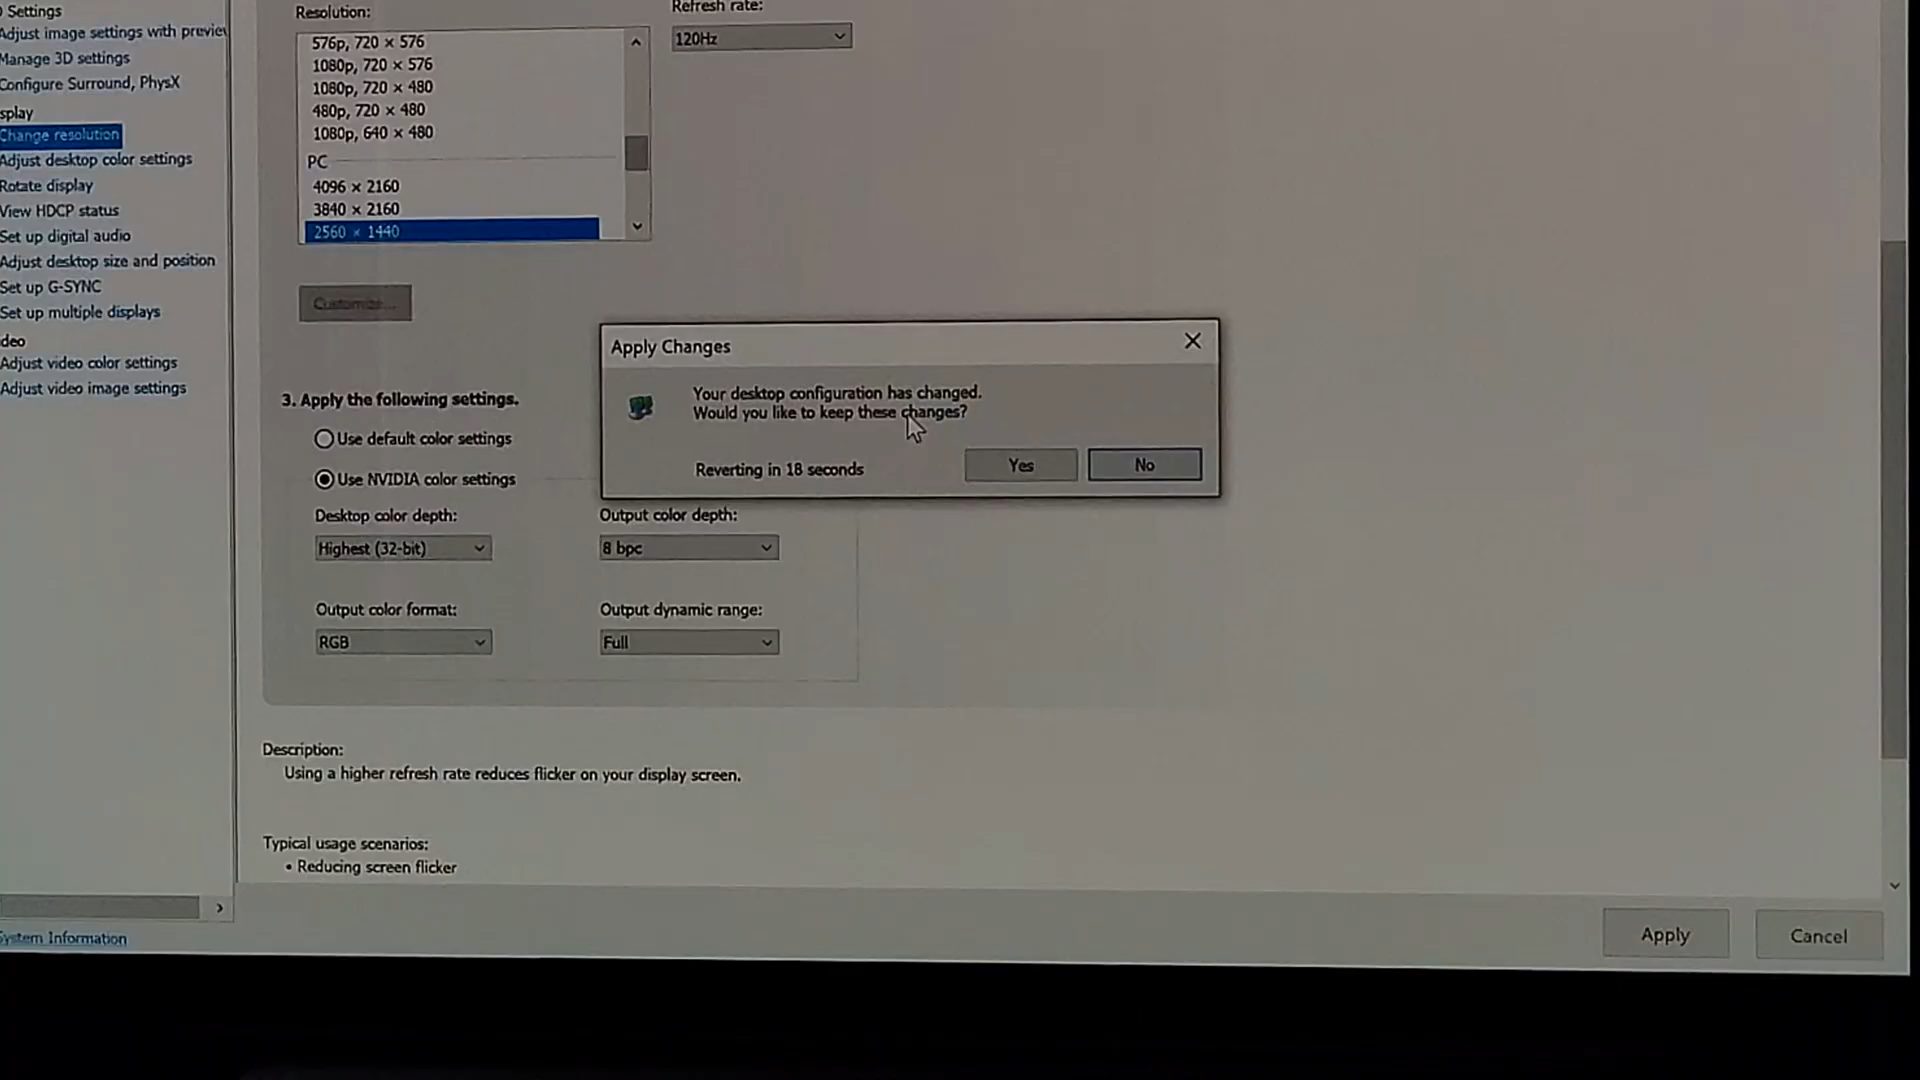 Settings
Adjust image settings with preview
Manage 3D settings
Configure Surround, PhysX
splay
Change resolution
Adjust desktop color settings
Rotate display
View HDCP status
Set up digital audio
Adjust desktop size and position
Set up G-SYNC
Set up multiple displays
deo
Adjust video color settings
Adjust video image settings
System Information
Resolution:
576p, 720 × 576
1080p, 720 × 576
1080p, 720 × 480
480p, 720 × 480
1080p, 640 × 480
PC
4096 × 2160
3840 × 2160
2560 × 1440
Refresh rate:
120Hz
Customize...
Apply Changes
Your desktop configuration has changed.
Would you like to keep these changes?
Reverting in 18 seconds
Yes
No
3. Apply the following settings.
Use default color settings
Use NVIDIA color settings
Desktop color depth:
Highest (32-bit)
Output color depth:
8 bpc
Output color format:
RGB
Output dynamic range:
Full
Description:
Using a higher refresh rate reduces flicker on your display screen.
Typical usage scenarios:
• Reducing screen flicker
Apply
Cancel